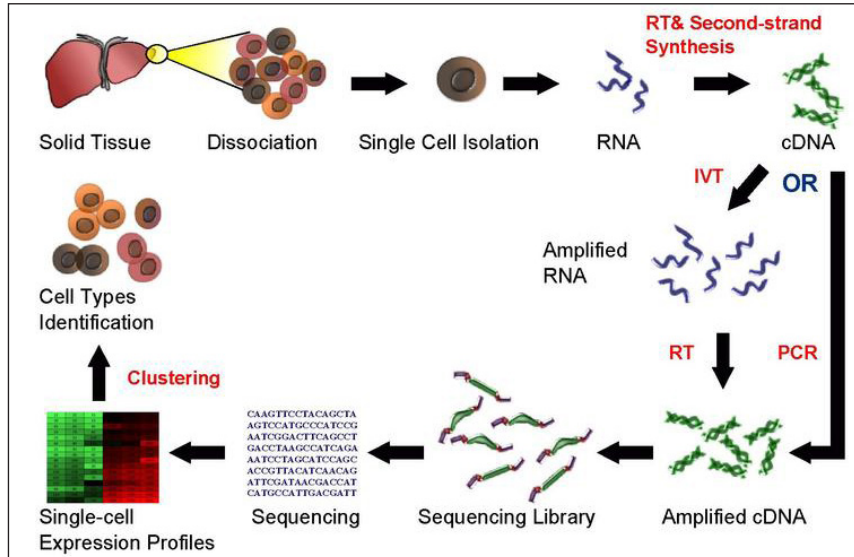 RT& Second-strand
Synthesis
Solid Tissue
Dissociation
Single Cell Isolation
RNA
cDNA
IVT
OR
Amplified
RNA
Cell Types
Identification
RT
PCR
Clustering
CAAGTTCCTACAGCTA
AGTCCATGCCCATCCG
AATCGGACTTCAGCCT
GACCTAAGCCATCAGA
AATCCTAGCATCCAGC
ACCGTTACATCAACAG
ATTCGATAACGACCAT
CATGCCATTGACGATT
Single-cell
Expression Profiles
Sequencing
Sequencing Library
Amplified cDNA